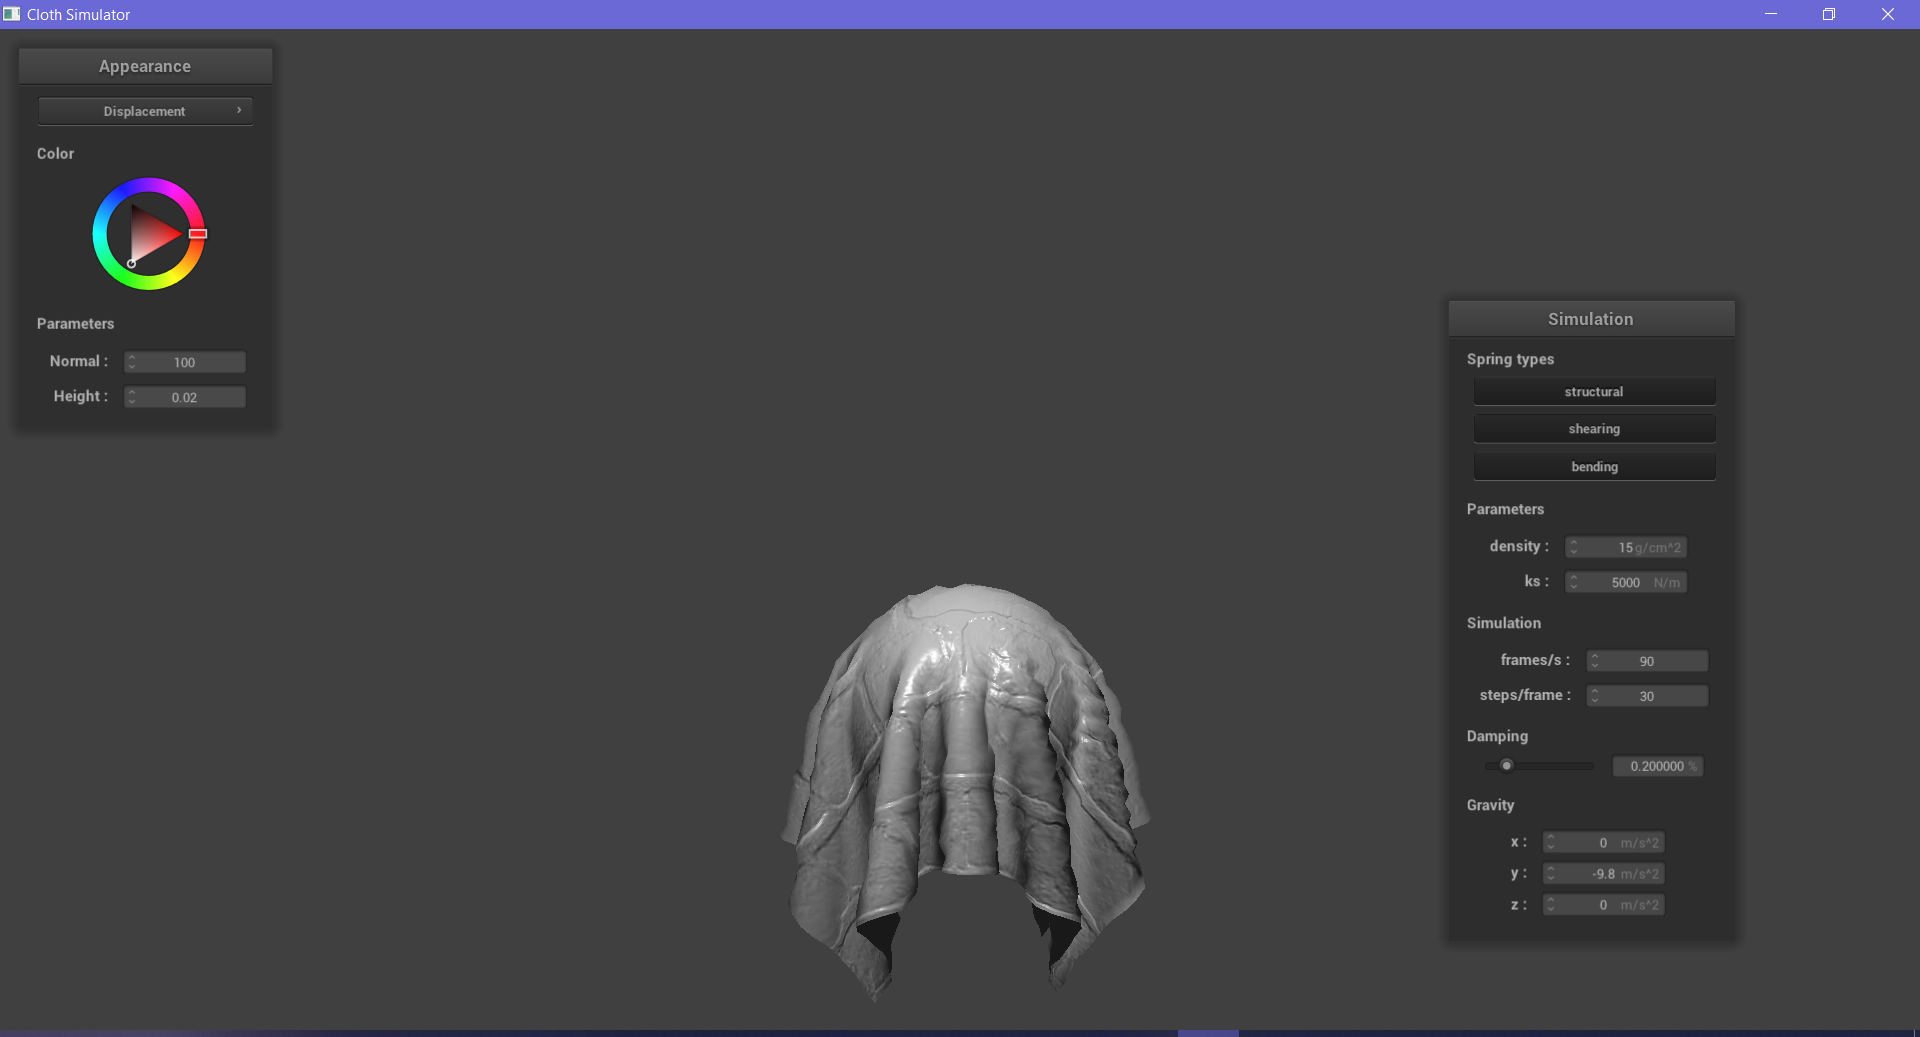 Cloth Simulator
Appearance
Displacement
Color
Parameters
Normal : 100
Height : 0.02
Simulation
Spring types
structural
shearing
bending
Parameters
density : 15 g/cm^2
ks : 5000 N/m
Simulation
frames/s : 90
steps/frame : 30
Damping
0.200000 %
Gravity
x : 0 m/s^2
y : -9.8 m/s^2
z : 0 m/s^2